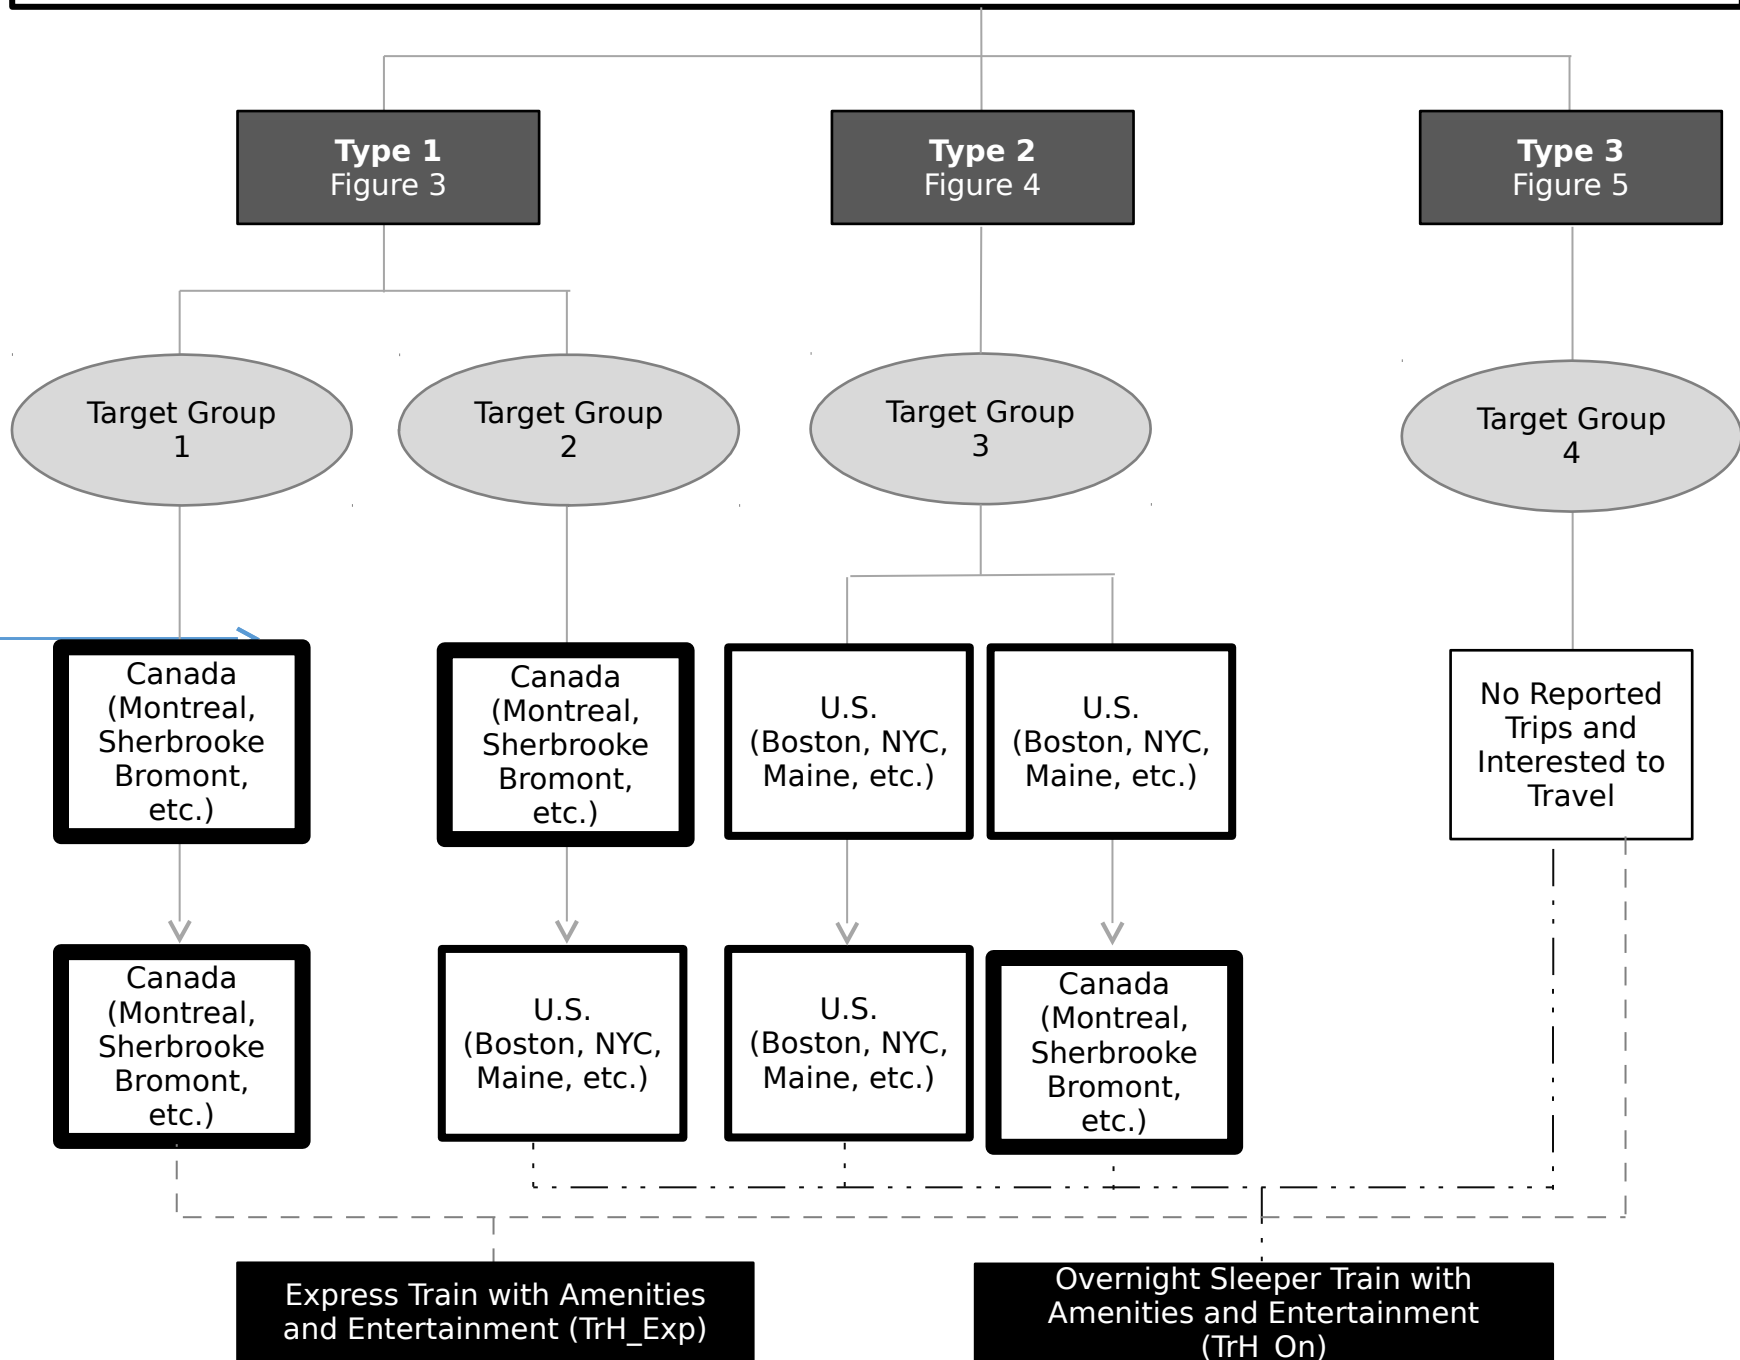 Type 1
Figure 3
Type 2
Figure 4
Type 3
Figure 5
Target Group
1
Target Group
2
Target Group
3
Target Group
4
Canada
(Montreal,
Sherbrooke
Bromont,
etc.)
Canada
(Montreal,
Sherbrooke
Bromont,
etc.)
U.S.
(Boston, NYC,
Maine, etc.)
U.S.
(Boston, NYC,
Maine, etc.)
No Reported
Trips and
Interested to
Travel
Canada
(Montreal,
Sherbrooke
Bromont,
etc.)
U.S.
(Boston, NYC,
Maine, etc.)
U.S.
(Boston, NYC,
Maine, etc.)
Canada
(Montreal,
Sherbrooke
Bromont,
etc.)
Express Train with Amenities
and Entertainment (TrH_Exp)
Overnight Sleeper Train with
Amenities and Entertainment
(TrH_On)